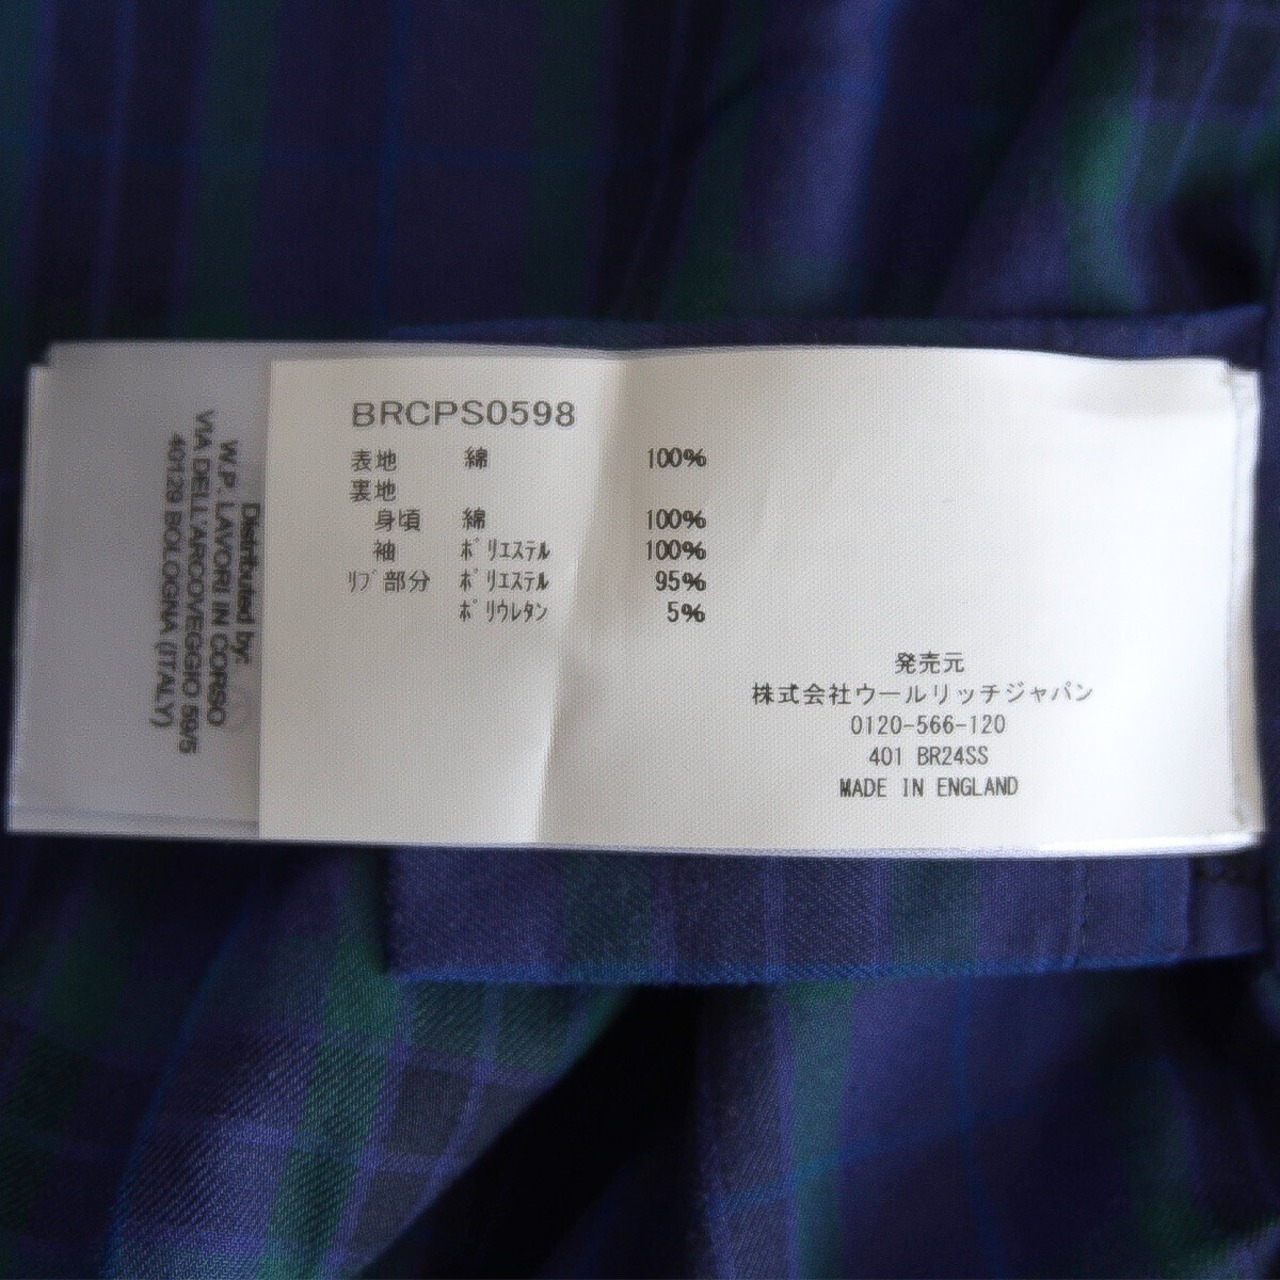 BRCPS0598
表地 綿 100%
裏地
身頃 綿 100%
袖 ﾎﾟﾘｴｽﾃﾙ 100%
ﾘﾌﾞ部分 ﾎﾟﾘｴｽﾃﾙ 95%
ﾎﾟﾘｳﾚﾀﾝ 5%
発売元
株式会社ウールリッチジャパン
0120-566-120
401 BR24SS
MADE IN ENGLAND
Distributed by:
W.P. LAVORI IN CORSO
VIA DELL'ARCOVEGGIO 59/5
40129 BOLOGNA (ITALY)